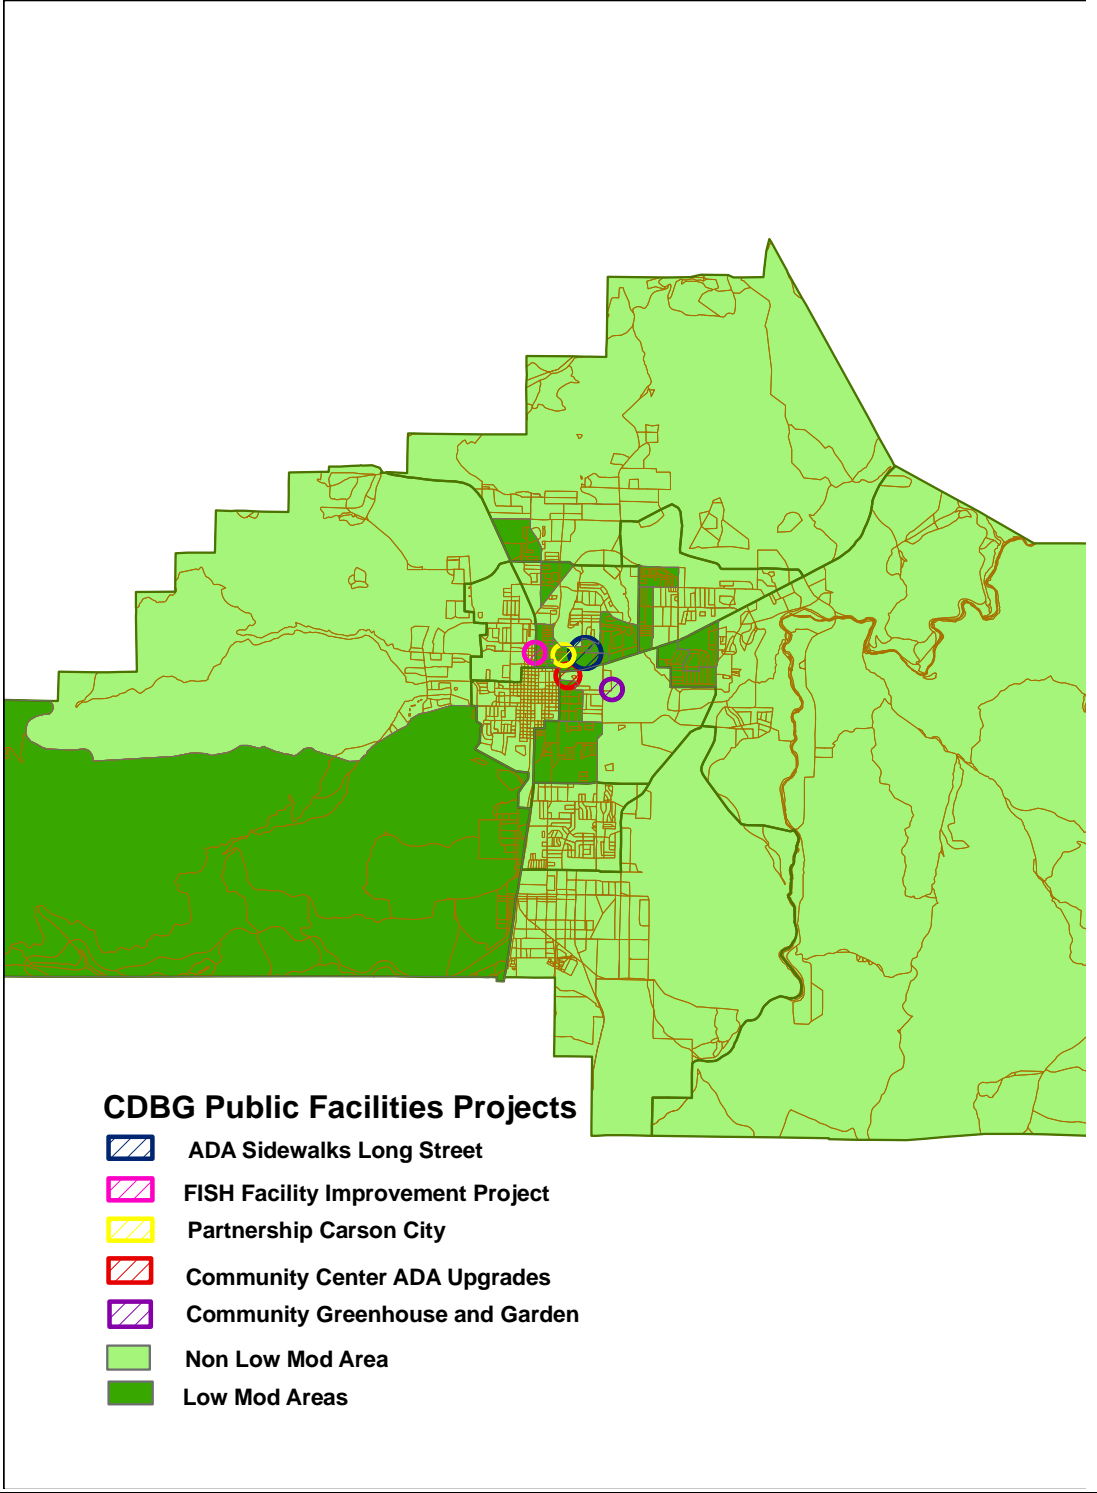 CDBG Public Facilities Projects
ADA Sidewalks Long Street
FISH Facility Improvement Project
Partnership Carson City
Community Center ADA Upgrades
Community Greenhouse and Garden
Non Low Mod Area
Low Mod Areas